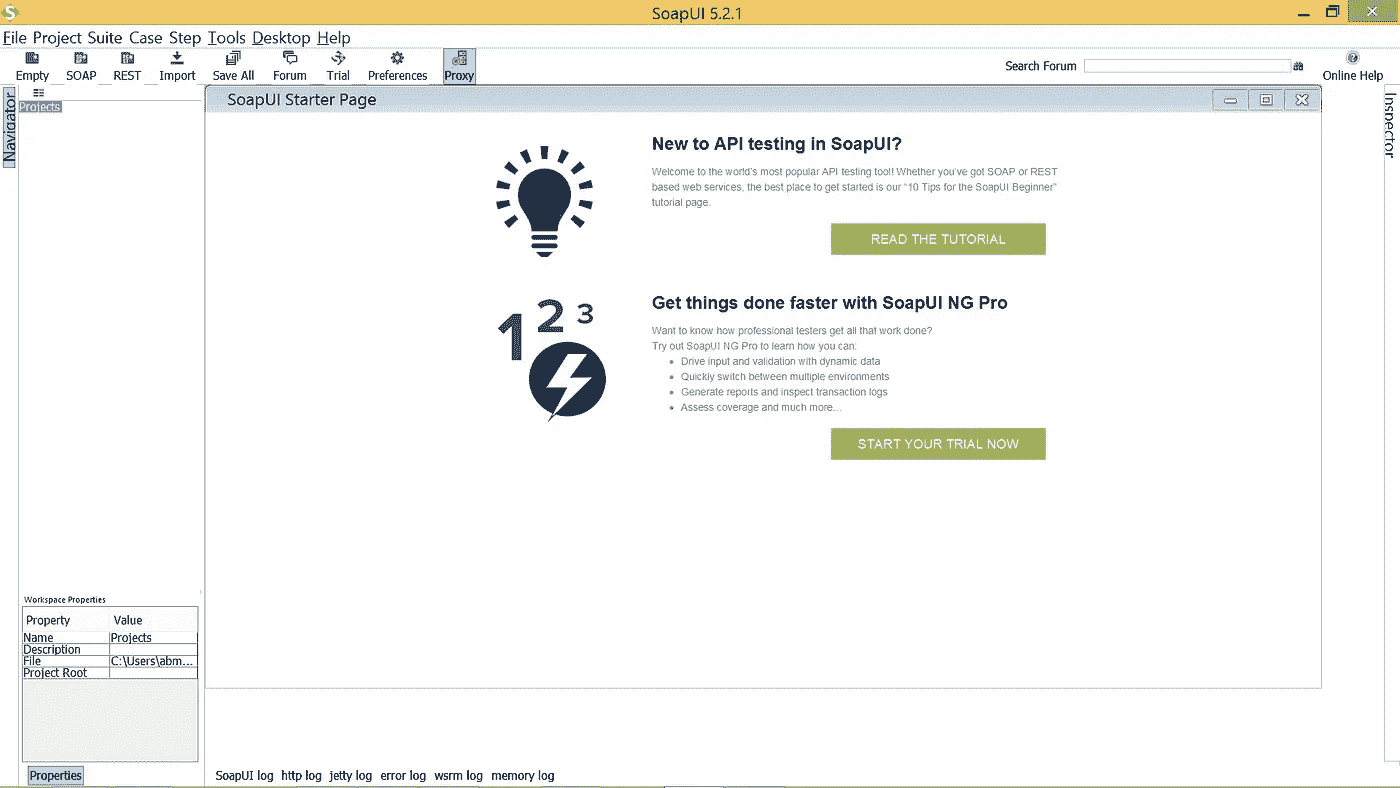 SoapUI 5.2.1
File Project Suite Case Step Tools Desktop Help
Empty SOAP REST Import Save All Forum Trial Preferences Proxy
Search Forum
Online Help
Navigator
Projects
SoapUI Starter Page
Inspector
New to API testing in SoapUI?
Welcome to the world's most popular API testing tool! Whether you've got SOAP or REST
based web services, the best place to get started is our "10 Tips for the SoapUI Beginner"
tutorial page.
READ THE TUTORIAL
1 2 3
Get things done faster with SoapUI NG Pro
Want to know how professional testers get all that work done?
Try out SoapUI NG Pro to learn how you can:
• Drive input and validation with dynamic data
• Quickly switch between multiple environments
• Generate reports and inspect transaction logs
• Assess coverage and much more...
START YOUR TRIAL NOW
Workspace Properties
Property Value
Name Projects
Description
File C:\Users\abm...
Project Root
Properties
SoapUI log http log jetty log error log wsrm log memory log